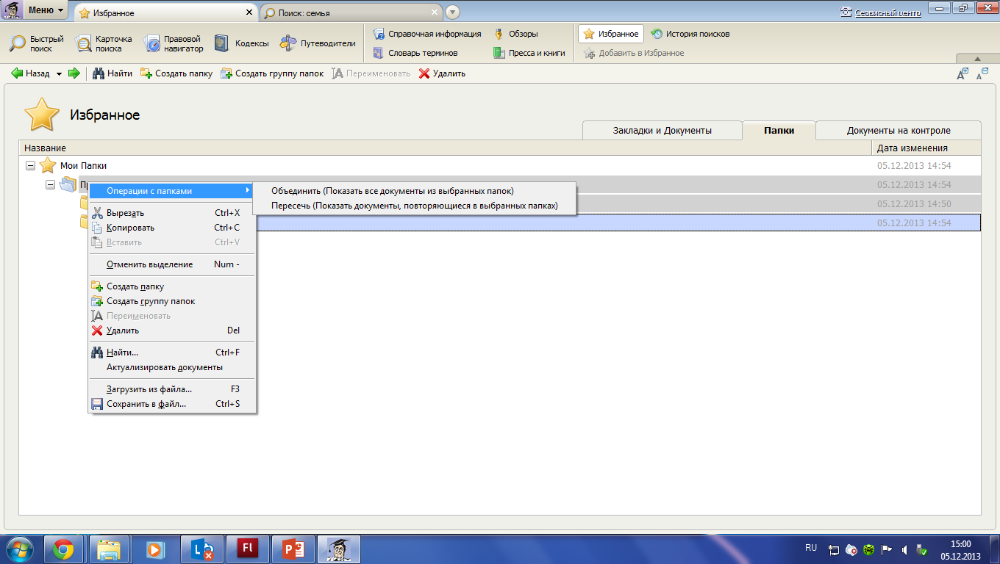 Меню
Избранное
Поиск: семья
Сервисный центр
Быстрый поиск
Карточка поиска
Правовой навигатор
Кодексы
Путеводители
Справочная информация
Словарь терминов
Обзоры
Пресса и книги
Избранное
История поисков
Добавить в Избранное
Назад
Найти
Создать папку
Создать группу папок
Переименовать
Удалить
Избранное
Закладки и Документы
Папки
Документы на контроле
Название
Дата изменения
Мои Папки
05.12.2013 14:54
05.12.2013 14:54
05.12.2013 14:50
05.12.2013 14:54
Операции с папками
Объединить (Показать все документы из выбранных папок)
Пересечь (Показать документы, повторяющиеся в выбранных папках)
Вырезать Ctrl+X
Копировать Ctrl+C
Вставить Ctrl+V
Отменить выделение Num -
Создать папку
Создать группу папок
Переименовать
Удалить Del
Найти... Ctrl+F
Актуализировать документы
Загрузить из файла... F3
Сохранить в файл... Ctrl+S
RU
15:00
05.12.2013